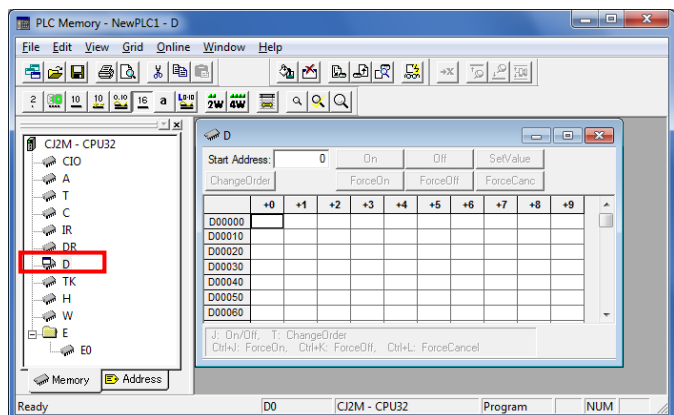 PLC Memory - NewPLC1 - D
File Edit View Grid Online Window Help
2 10 10 0.10 16 a 2W 4W
CJ2M - CPU32
CIO
A
T
C
IR
DR
D
TK
H
W
E
E0
Memory Address
D
Start Address: 0 On Off SetValue
ChangeOrder ForceOn ForceOff ForceCanc
+0 +1 +2 +3 +4 +5 +6 +7 +8 +9
D00000
D00010
D00020
D00030
D00040
D00050
D00060
J: On/Off, T: ChangeOrder
Ctrl+J: ForceOn, Ctrl+K: ForceOff, Ctrl+L: ForceCancel
Ready D0 CJ2M - CPU32 Program NUM